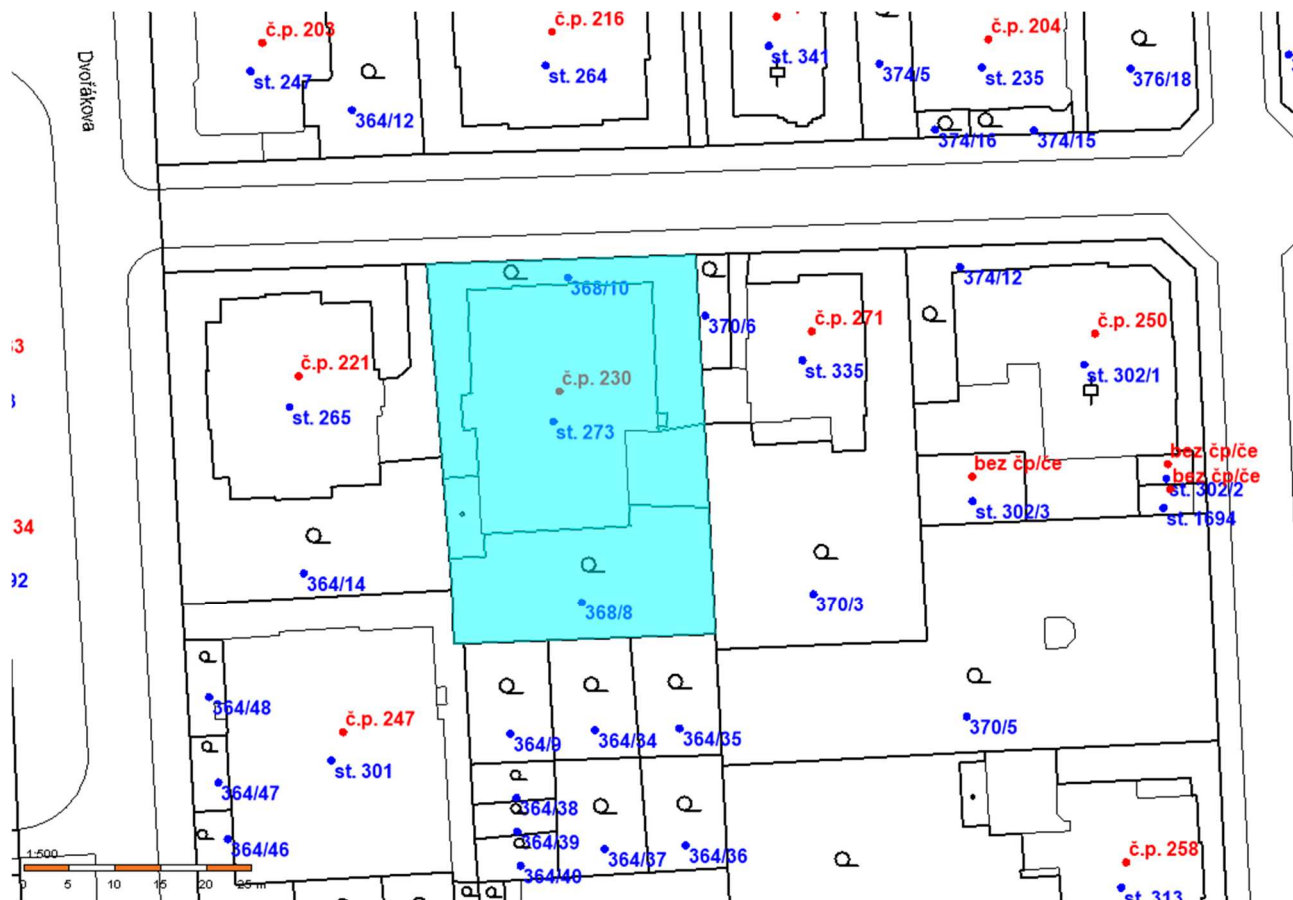 č.p. 203
č.p. 216
č.p. 204
st. 247
st. 264
st. 341
374/5
st. 235
376/18
Dvořákova
364/12
374/16
374/15
368/10
374/12
370/6
č.p. 271
č.p. 250
č.p. 221
č.p. 230
st. 335
st. 302/1
st. 265
st. 273
bez čp/če
bez čp/če
bez čp/če
st. 302/2
st. 302/3
st. 1694
34
92
364/14
368/8
370/3
364/48
č.p. 247
364/9
364/34
364/35
370/5
st. 301
364/47
364/38
364/39
364/46
364/37
364/36
364/40
č.p. 258
st. 313
1:500
0 5 10 15 20 25 m